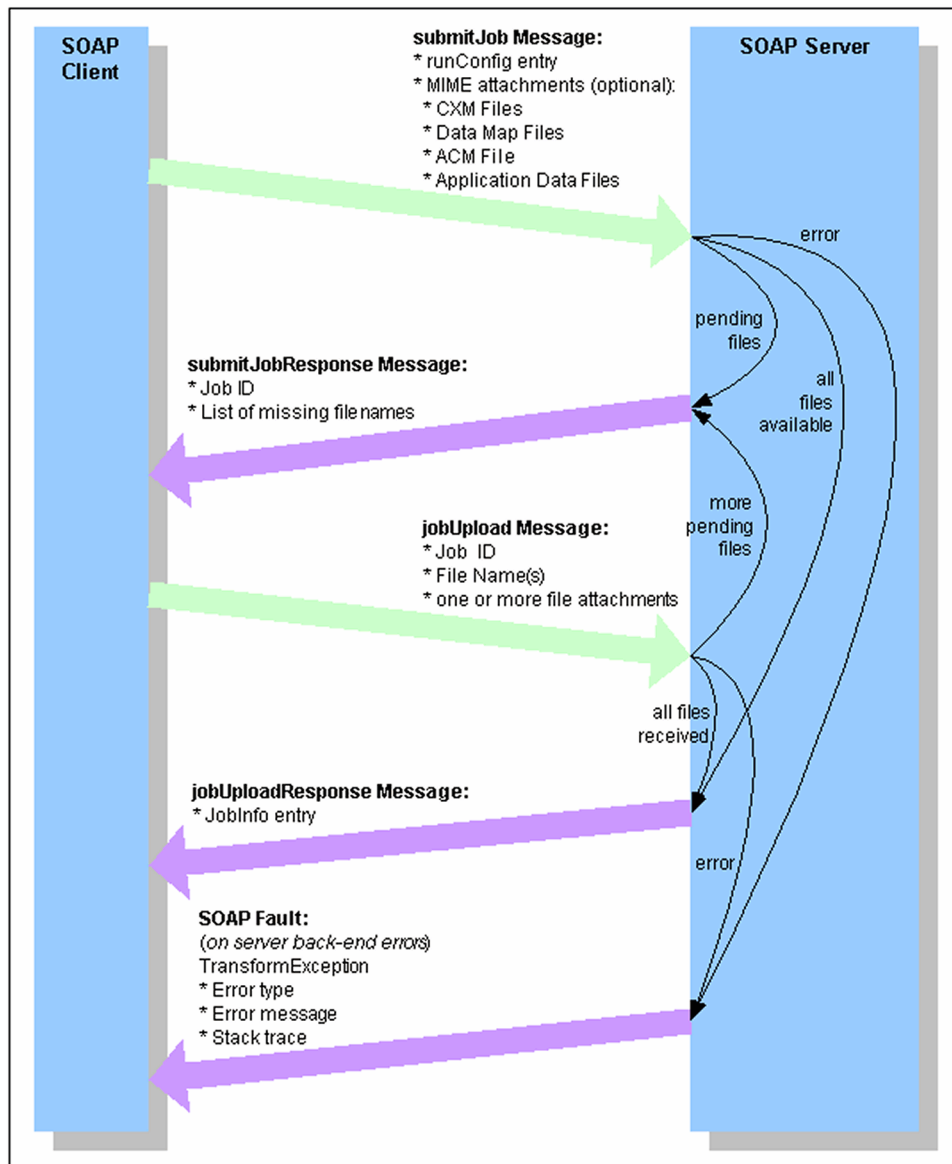 SOAP
Client
submitJob Message:
* runConfig entry
* MIME attachments (optional):
* CXM Files
* Data Map Files
* ACM File
* Application Data Files
SOAP Server
error
pending
files
all
files
available
submitJobResponse Message:
* Job ID
* List of missing filenames
more
pending
files
jobUpload Message:
* Job ID
* File Name(s)
* one or more file attachments
all files
received
jobUploadResponse Message:
* JobInfo entry
error
SOAP Fault:
(on server back-end errors)
TransformException
* Error type
* Error message
* Stack trace